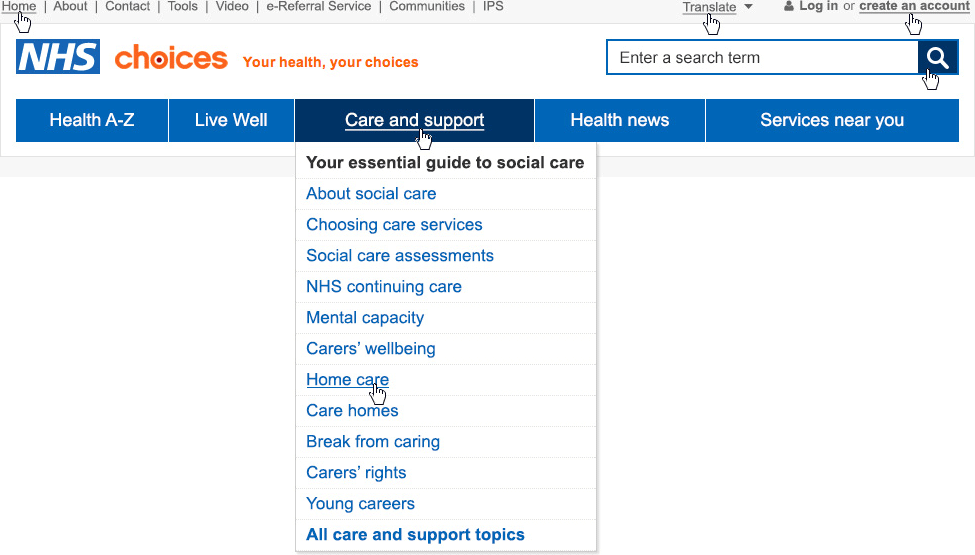 Home | About | Contact | Tools | Video | e-Referral Service | Communities | IPS Translate Log in or create an account
NHS choices Your health, your choices Enter a search term
Health A-Z Live Well Care and support Health news Services near you
Your essential guide to social care
About social care
Choosing care services
Social care assessments
NHS continuing care
Mental capacity
Carers’ wellbeing
Home care
Care homes
Break from caring
Carers’ rights
Young careers
All care and support topics